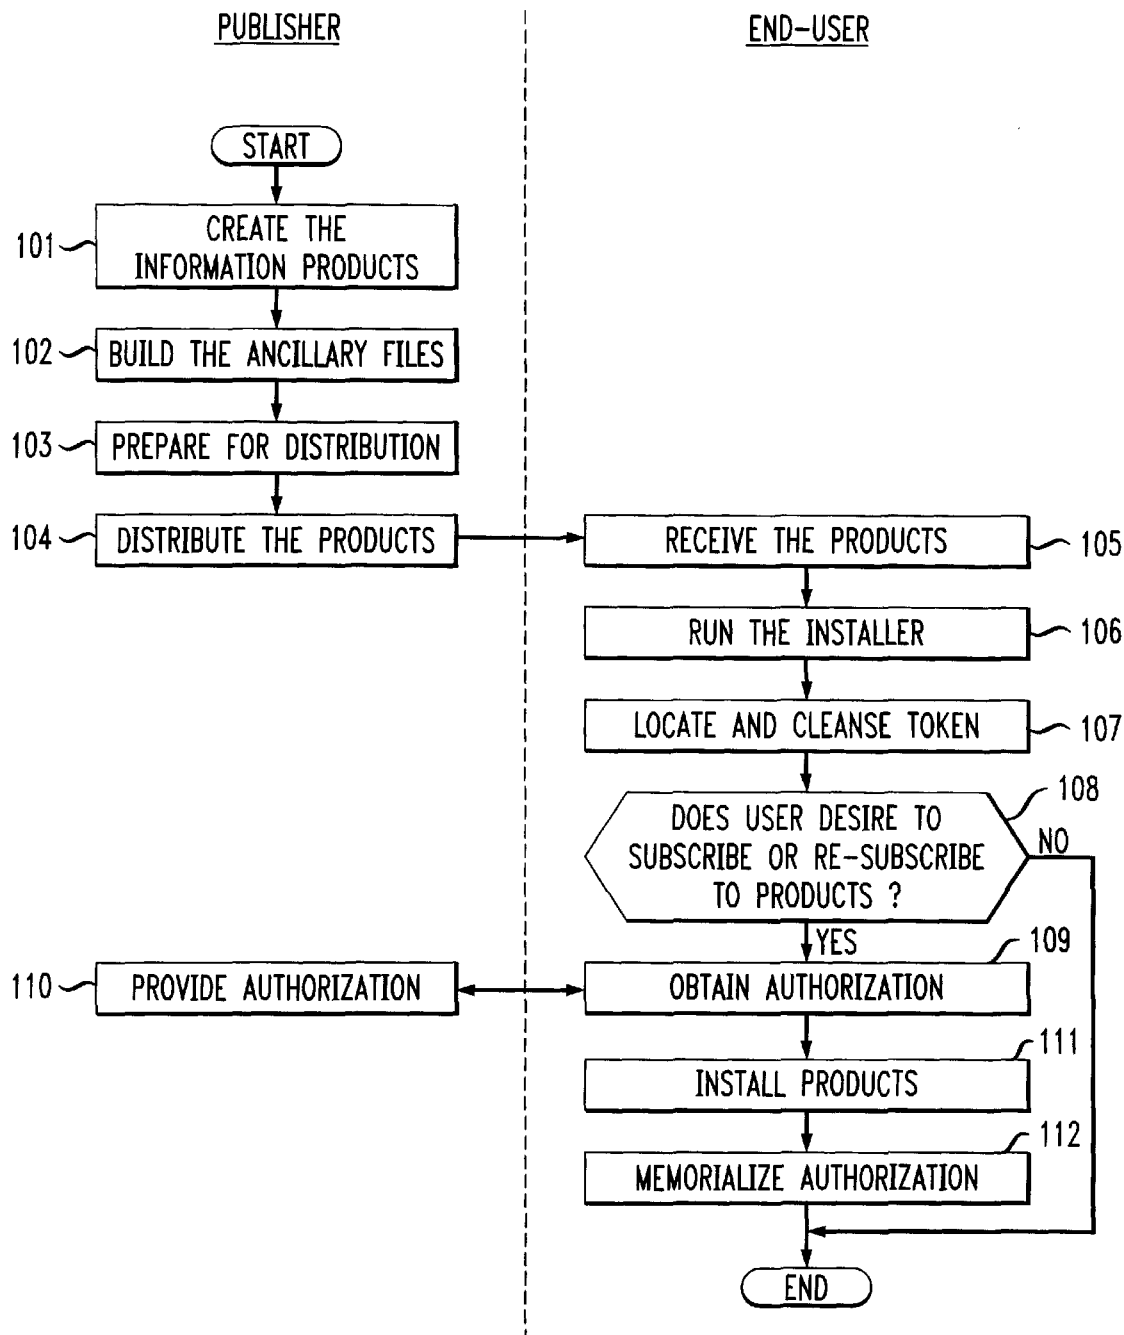 PUBLISHER
END-USER
START
101
CREATE THE
INFORMATION PRODUCTS
102
BUILD THE ANCILLARY FILES
103
PREPARE FOR DISTRIBUTION
104
DISTRIBUTE THE PRODUCTS
RECEIVE THE PRODUCTS
105
RUN THE INSTALLER
106
LOCATE AND CLEANSE TOKEN
107
108
DOES USER DESIRE TO
SUBSCRIBE OR RE-SUBSCRIBE
TO PRODUCTS ?
NO
YES
109
110
PROVIDE AUTHORIZATION
OBTAIN AUTHORIZATION
111
INSTALL PRODUCTS
112
MEMORIALIZE AUTHORIZATION
END